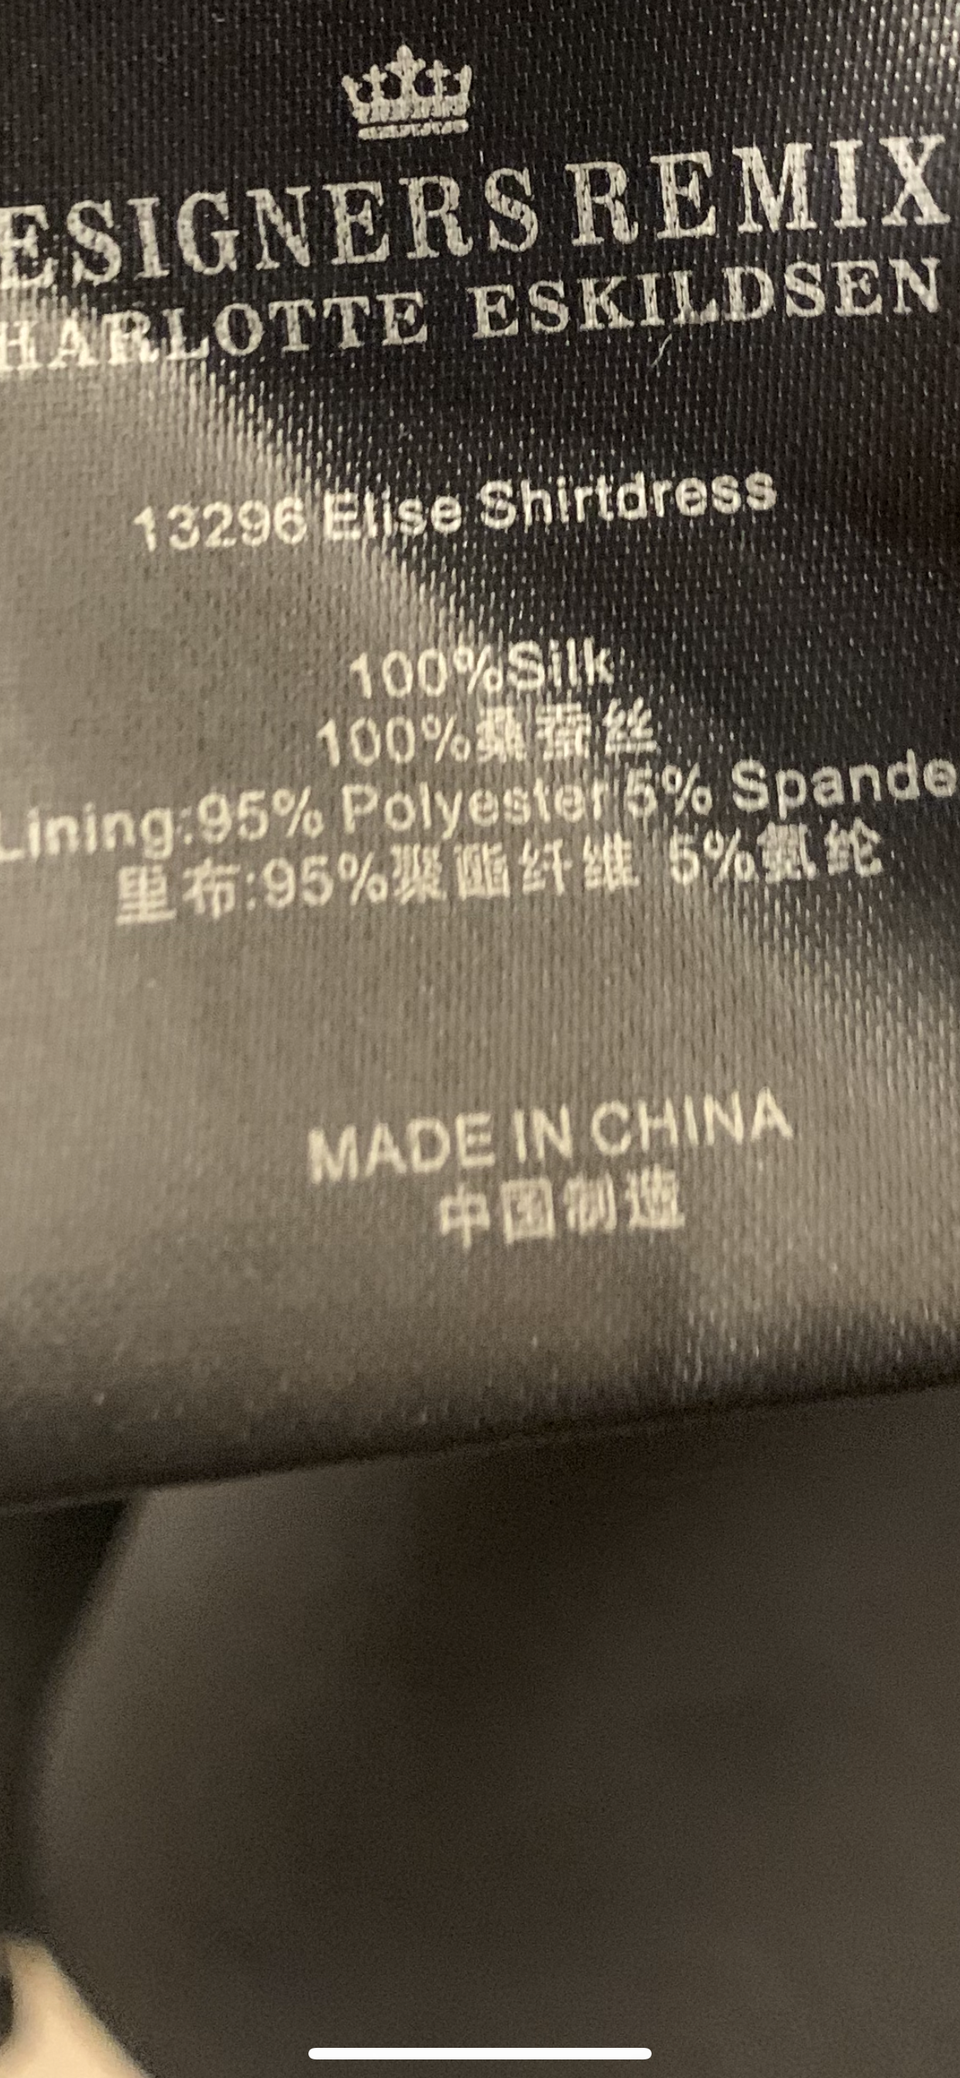 ESIGNERS REMIX
HARLOTTE ESKILDSEN
13296 Elise Shirtdress
100%Silk
100%桑蚕丝
Lining:95% Polyester 5% Spande
里布:95%聚酯纤维 5%氨纶
MADE IN CHINA
中国制造